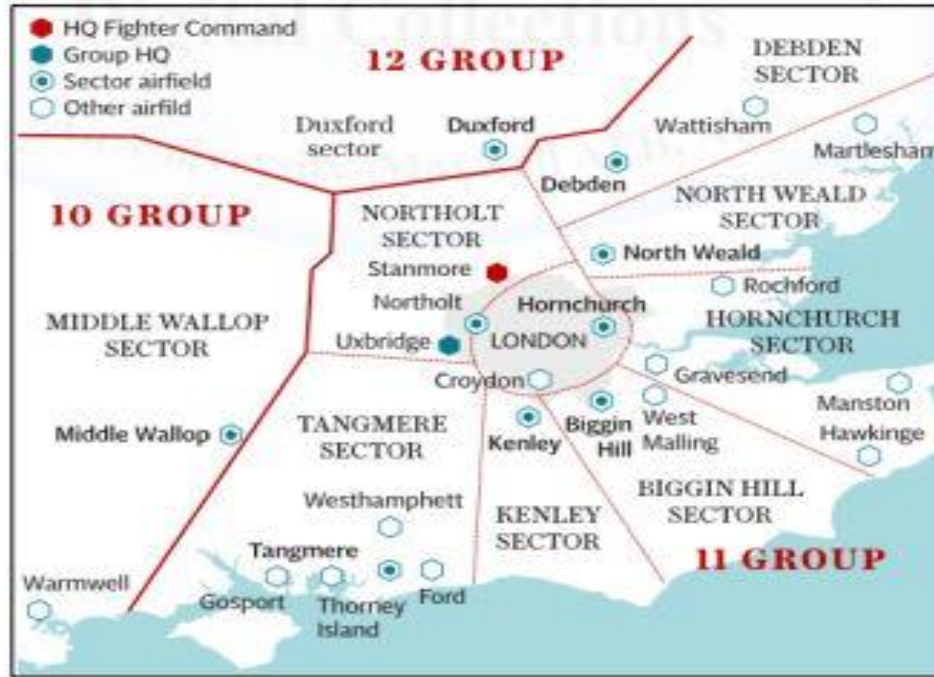 HQ Fighter Command
Group HQ
Sector airfield
Other airfild
12 GROUP
DEBDEN
SECTOR
Duxford
sector
Duxford
Wattisham
Martlesham
Debden
10 GROUP
NORTHOLT
SECTOR
NORTH WEALD
SECTOR
Stanmore
North Weald
Northolt
Hornchurch
Rochford
MIDDLE WALLOP
SECTOR
Uxbridge
LONDON
HORNCHURCH
SECTOR
Croydon
Gravesend
Manston
TANGMERE
SECTOR
Middle Wallop
Kenley
Biggin
Hill
West
Malling
Hawkinge
Westhamphett
KENLEY
SECTOR
BIGGIN HILL
SECTOR
Tangmere
11 GROUP
Warmwell
Gosport
Thorney
Island
Ford